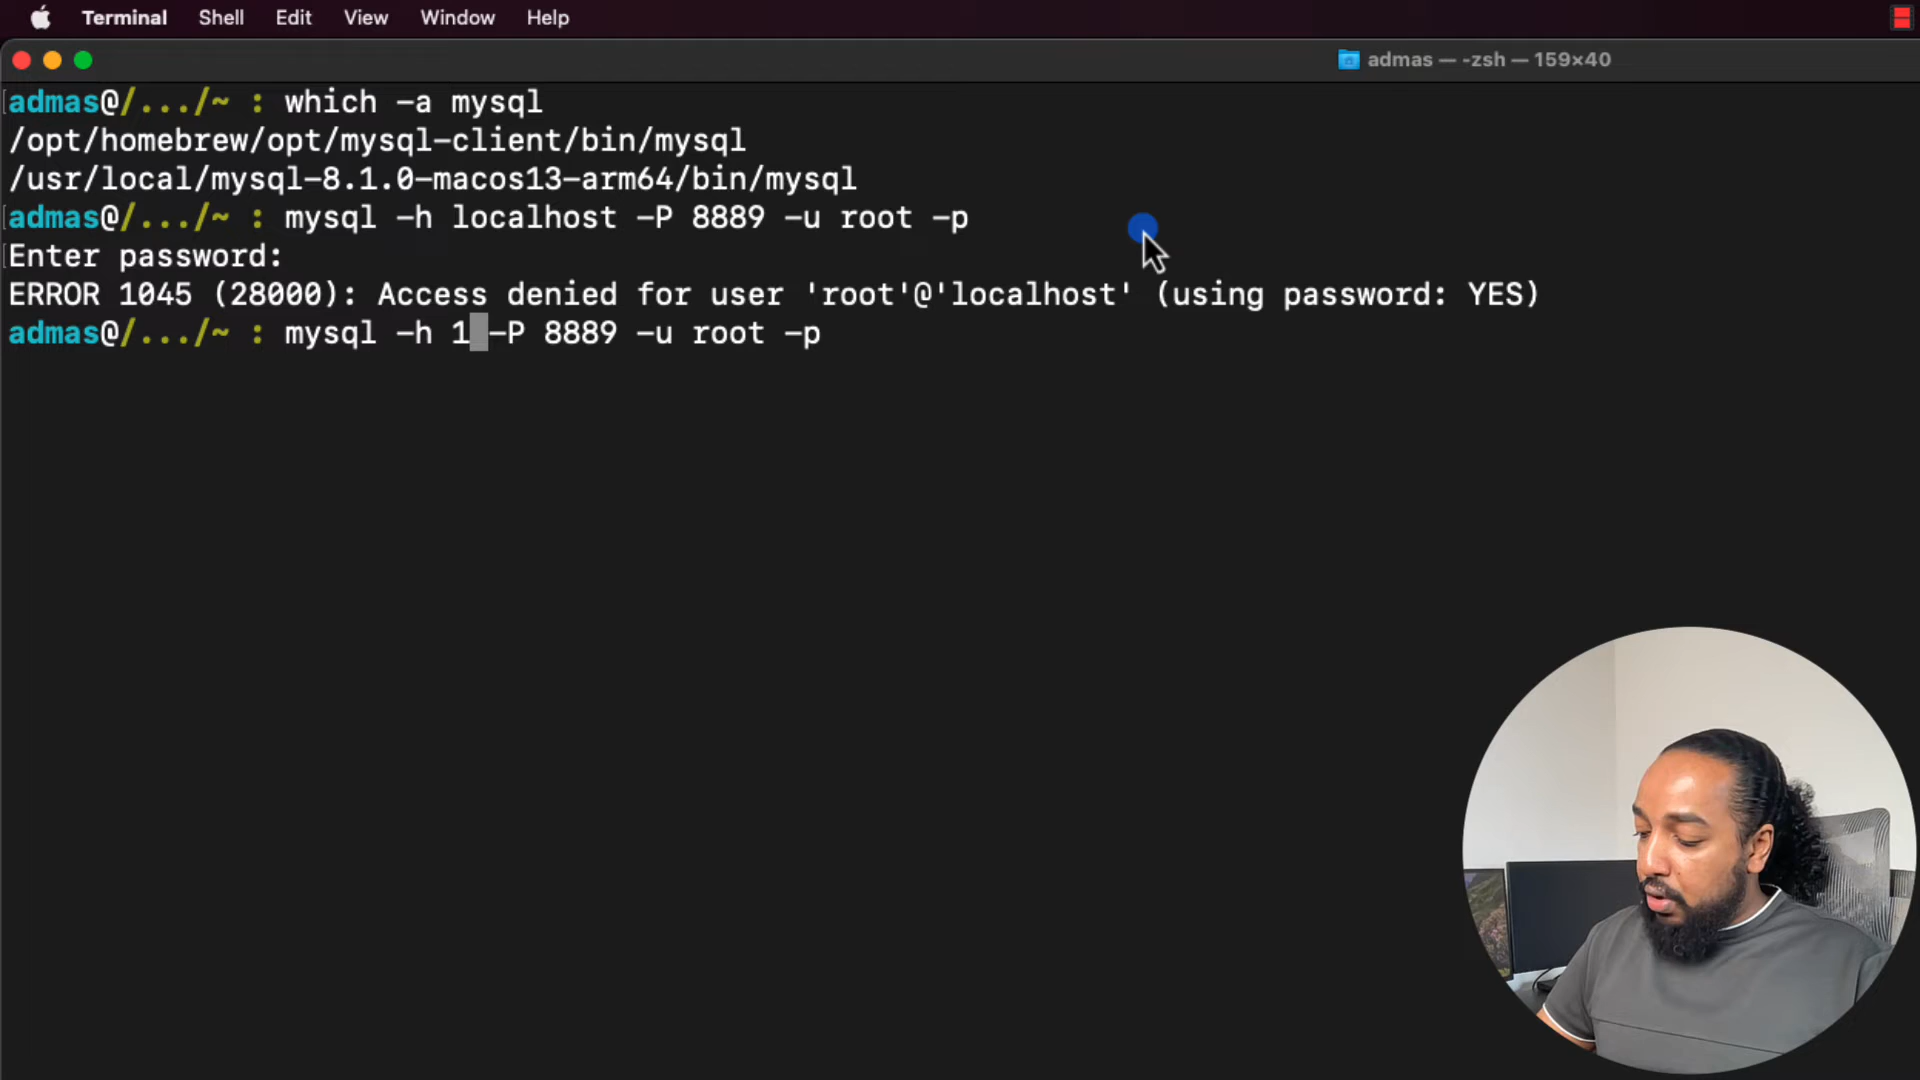 Terminal Shell Edit View Window Help
admas — -zsh — 159×40
admas@/.../~ : which -a mysql
/opt/homebrew/opt/mysql-client/bin/mysql
/usr/local/mysql-8.1.0-macos13-arm64/bin/mysql
admas@/.../~ : mysql -h localhost -P 8889 -u root -p
Enter password:
ERROR 1045 (28000): Access denied for user 'root'@'localhost' (using password: YES)
admas@/.../~ : mysql -h 1 -P 8889 -u root -p